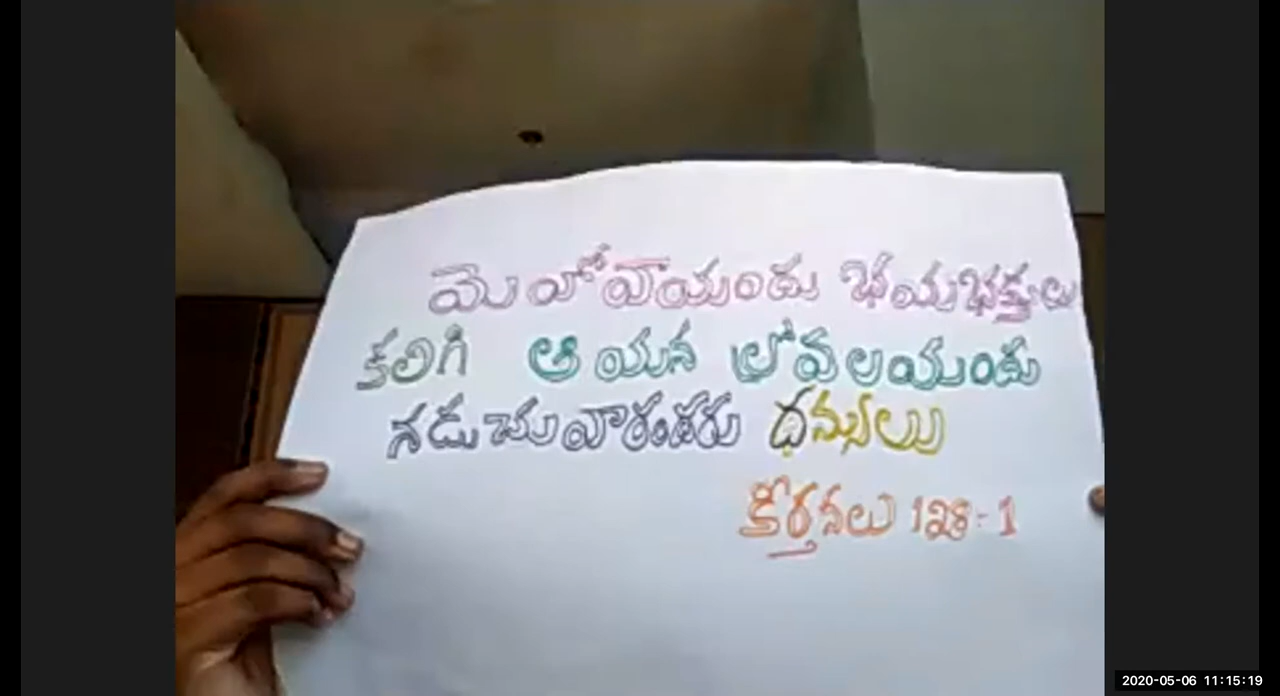 మెహోవాయందు భయభక్తులు
కలిగి ఆయన త్రోవలయందు
నడుచువారందరు ధన్యులు
కీర్తనలు 128:1
2020-05-06 11:15:19